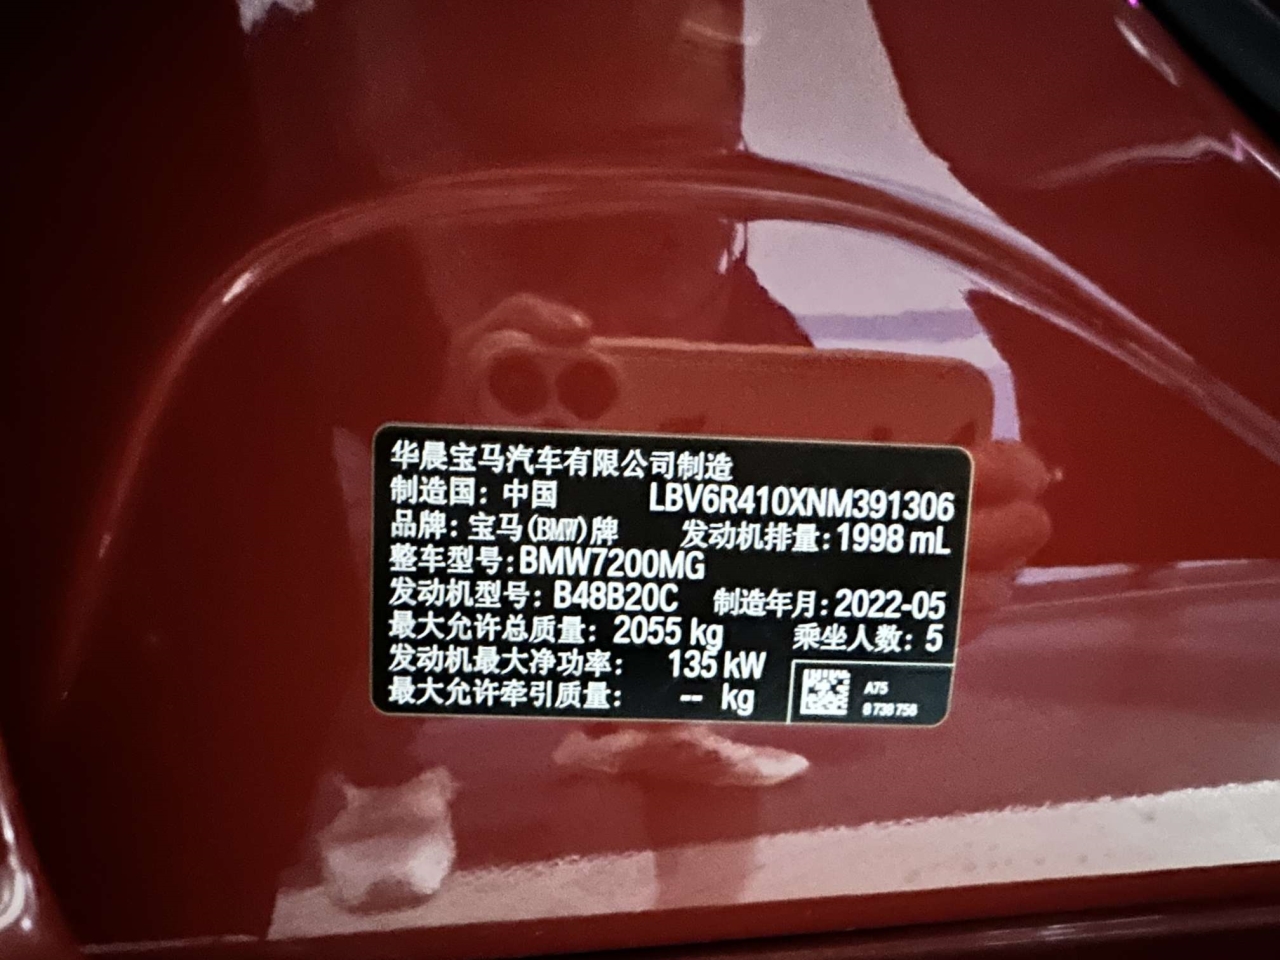 华晨宝马汽车有限公司制造
制造国：中国 LBV6R410XNM391306
品牌：宝马(BMW)牌 发动机排量：1998 mL
整车型号：BMW7200MG
发动机型号：B48B20C 制造年月：2022-05
最大允许总质量：2055 kg 乘坐人数：5
发动机最大净功率：135 kW
最大允许牵引质量：-- kg
A75
8 738 756